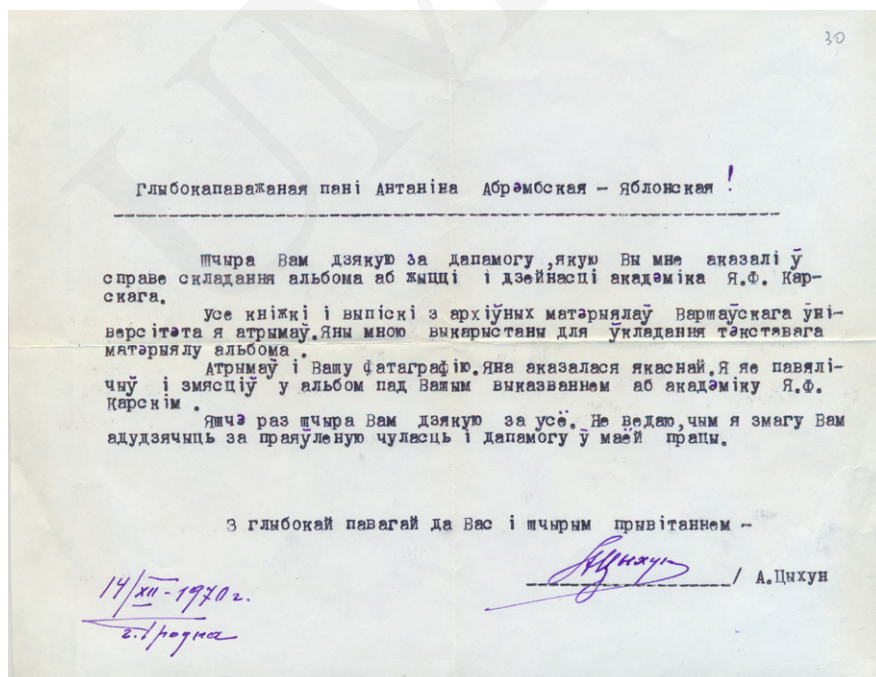 30
Глыбокапаважаная пані Антаніна Абрэмбская – Яблонская !
Шчыра Вам дзякую за дапамогу ,якую Вы мне аказалі ў
справе складання альбома аб жыцці і дзейнасці акадэміка Я.Ф. Кар-
скага.
Усе кніжкі і выпіскі з архіўных матэрыялаў Варшаўскага ўні-
версітэта я атрымаў.Яны мною выкарыстаны для ўкладання тэкставага
матэрыялу альбома .
Атрымаў і Вашу фатаграфію.Яна аказалася якаснай.Я яе павялі-
чыў і змясціў у альбом пад Вашым выказваннем аб акадэміку Я.Ф.
Карскім .
Яшчэ раз шчыра Вам дзякую за усё. Не ведаю,чым я змагу Вам
адудзячыць за праяўленую чуласць і дапамогу ў маёй працы.
З глыбокай павагай да Вас і шчырым прывітаннем –
АЦыхун
/ А.Цыхун
14/XII-1970 г.
г. Гродна